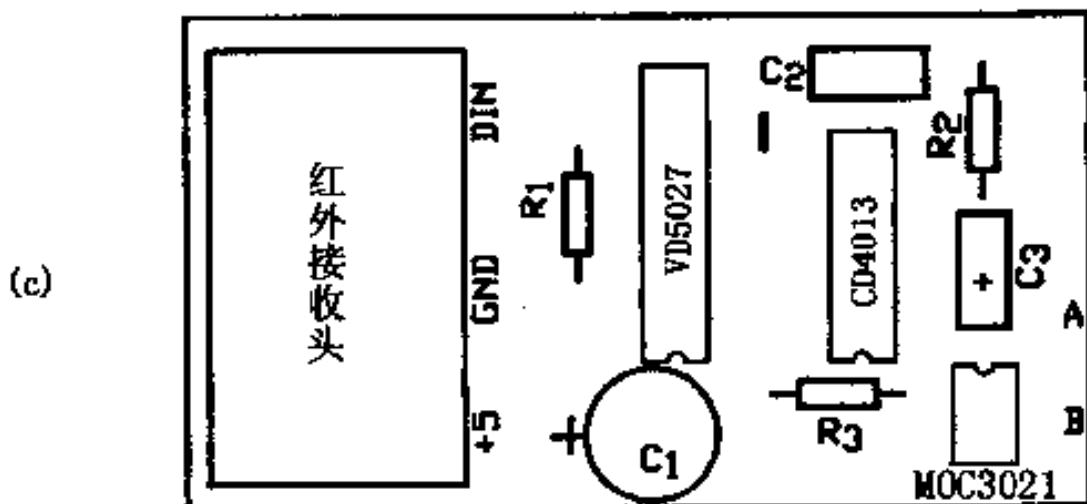 (c)
红外接收头
DIN
GND
+5
R1
VD5027
C1
C2
CD4013
R2
C3
R3
A
B
MOC3021